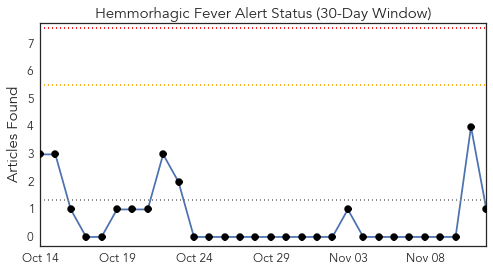 Hemmorhagic Fever Alert Status (30-Day Window)
Articles Found
7
6
5
4
3
2
1
0
Oct 14 Oct 19 Oct 24 Oct 29 Nov 03 Nov 08